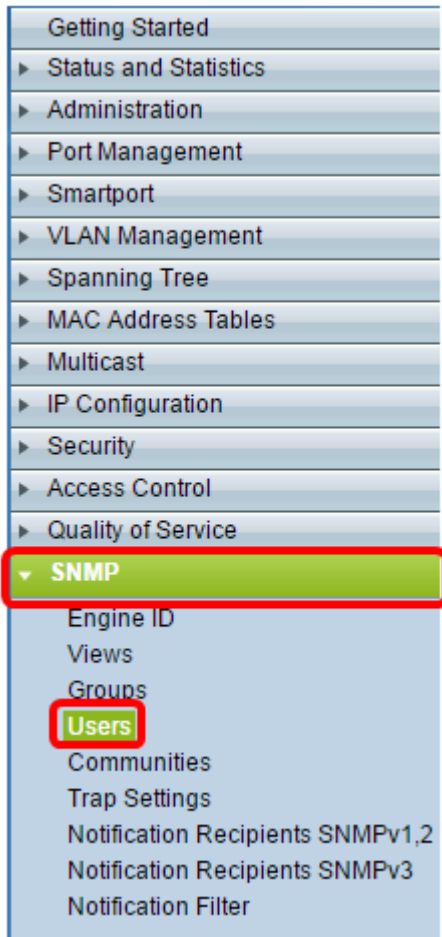 Getting Started
Status and Statistics
Administration
Port Management
Smartport
VLAN Management
Spanning Tree
MAC Address Tables
Multicast
IP Configuration
Security
Access Control
Quality of Service
SNMP
Engine ID
Views
Groups
Users
Communities
Trap Settings
Notification Recipients SNMPv1,2
Notification Recipients SNMPv3
Notification Filter